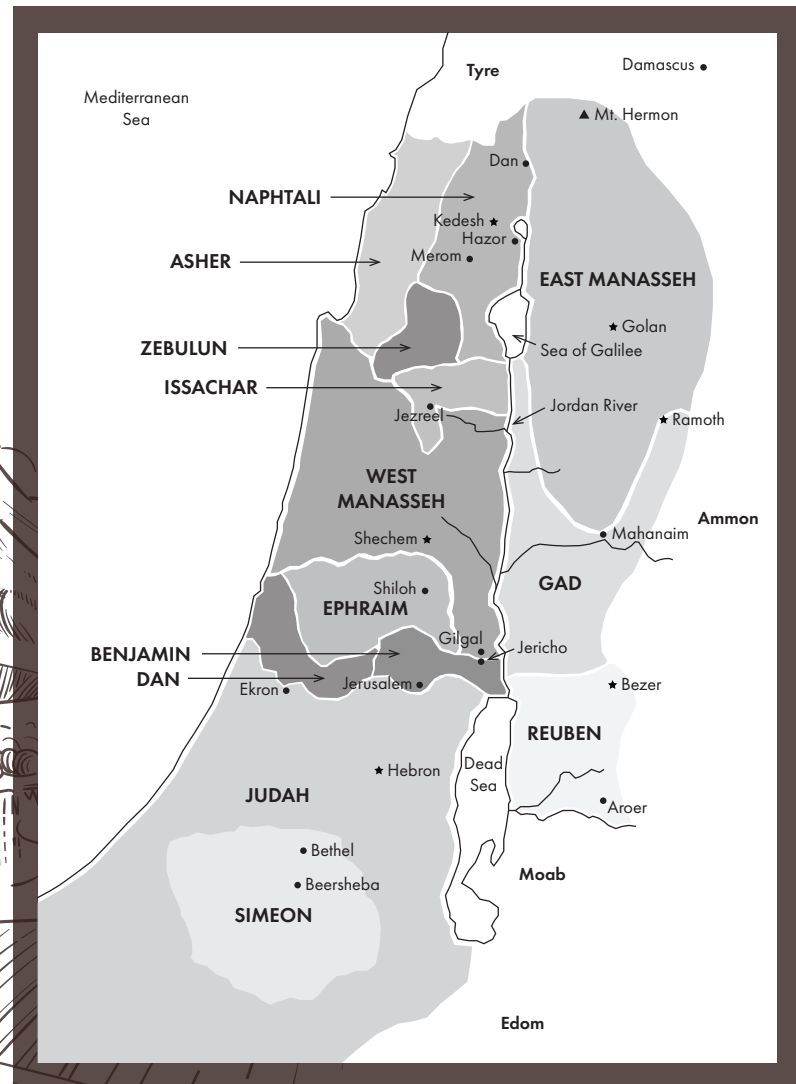 Tyre
Damascus
Mediterranean
Sea
Mt. Hermon
Dan
NAPHTALI
Kedesh
Hazor
Merom
ASHER
EAST MANASSEH
Golan
ZEBULUN
Sea of Galilee
ISSACHAR
Jordan River
Jezreel
Ramoth
WEST
MANASSEH
Ammon
Mahanaim
Shechem
GAD
Shiloh
EPHRAIM
Gilgal
Jericho
BENJAMIN
DAN
Ekron
Jerusalem
Bezer
REUBEN
Hebron
Dead
Sea
JUDAH
Aroer
Bethel
Moab
Beersheba
SIMEON
Edom